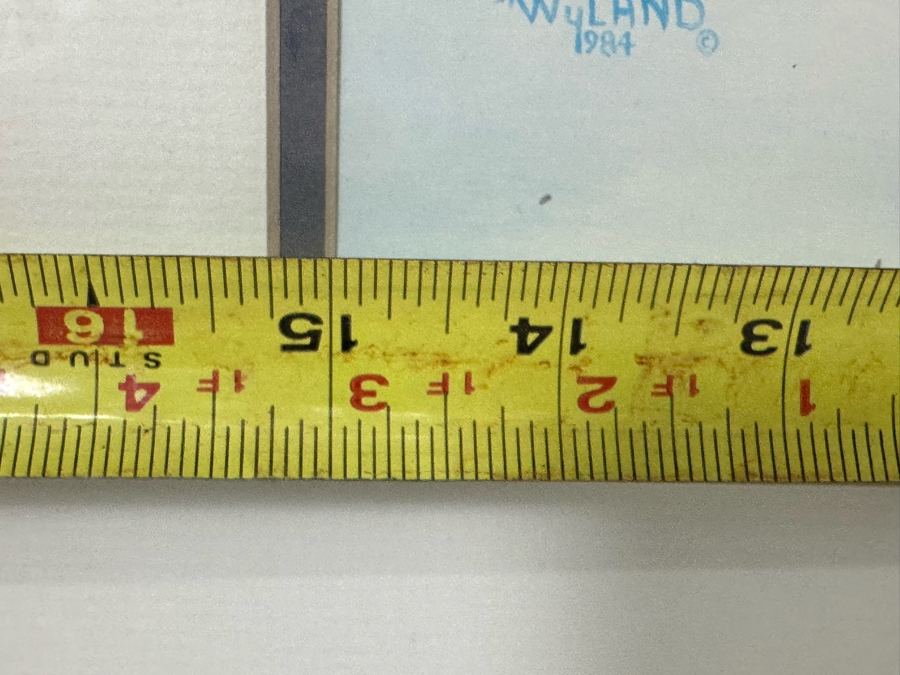 WyLAND
1984 ©
16 15 14 13
STUD
4 1F 3 1F 2 1F 1